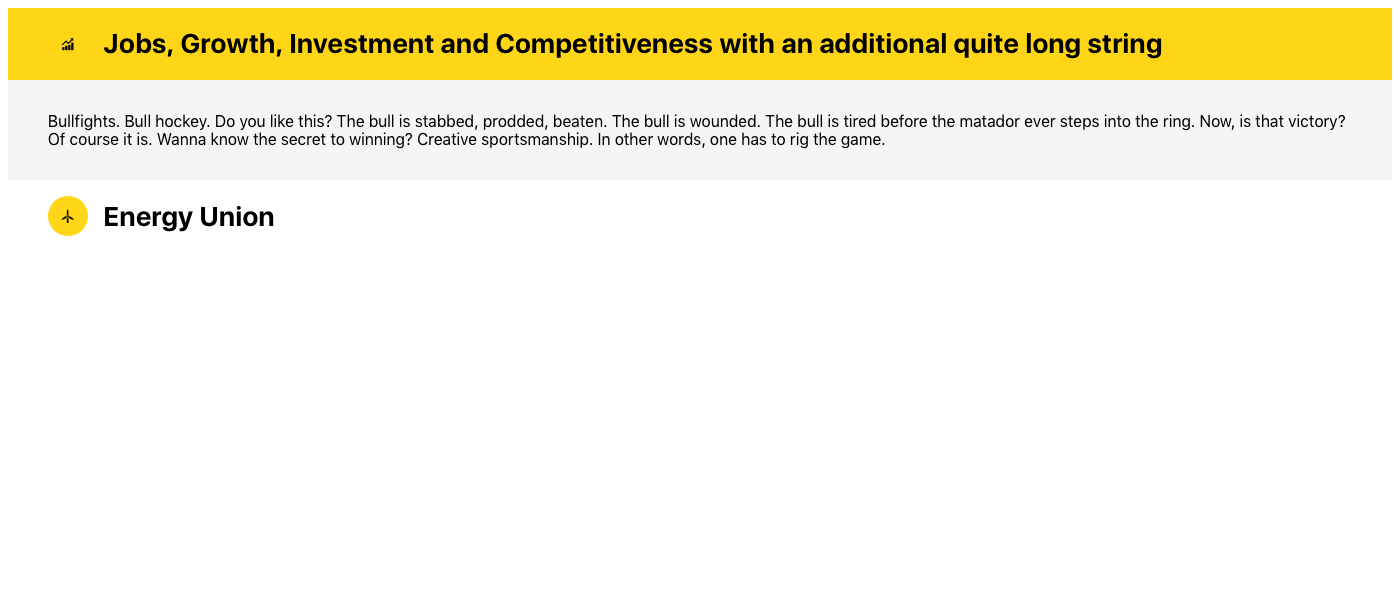 Jobs, Growth, Investment and Competitiveness with an additional quite long string
Bullfights. Bull hockey. Do you like this? The bull is stabbed, prodded, beaten. The bull is wounded. The bull is tired before the matador ever steps into the ring. Now, is that victory?
Of course it is. Wanna know the secret to winning? Creative sportsmanship. In other words, one has to rig the game.
Energy Union